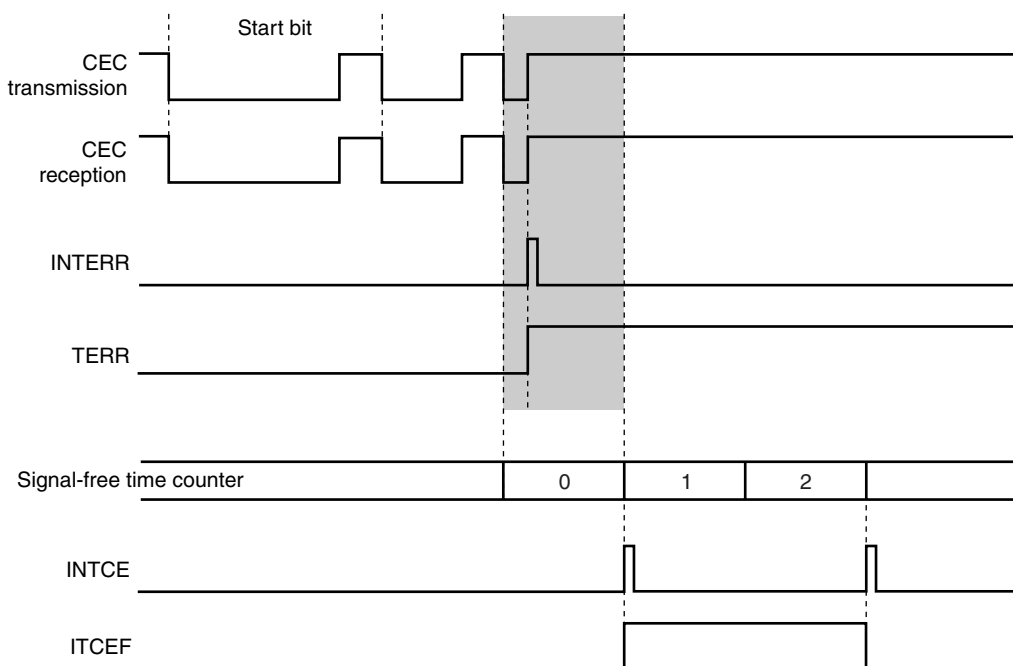 Start bit
CEC
transmission
CEC
reception
INTERR
TERR
Signal-free time counter
0
1
2
INTCE
ITCEF